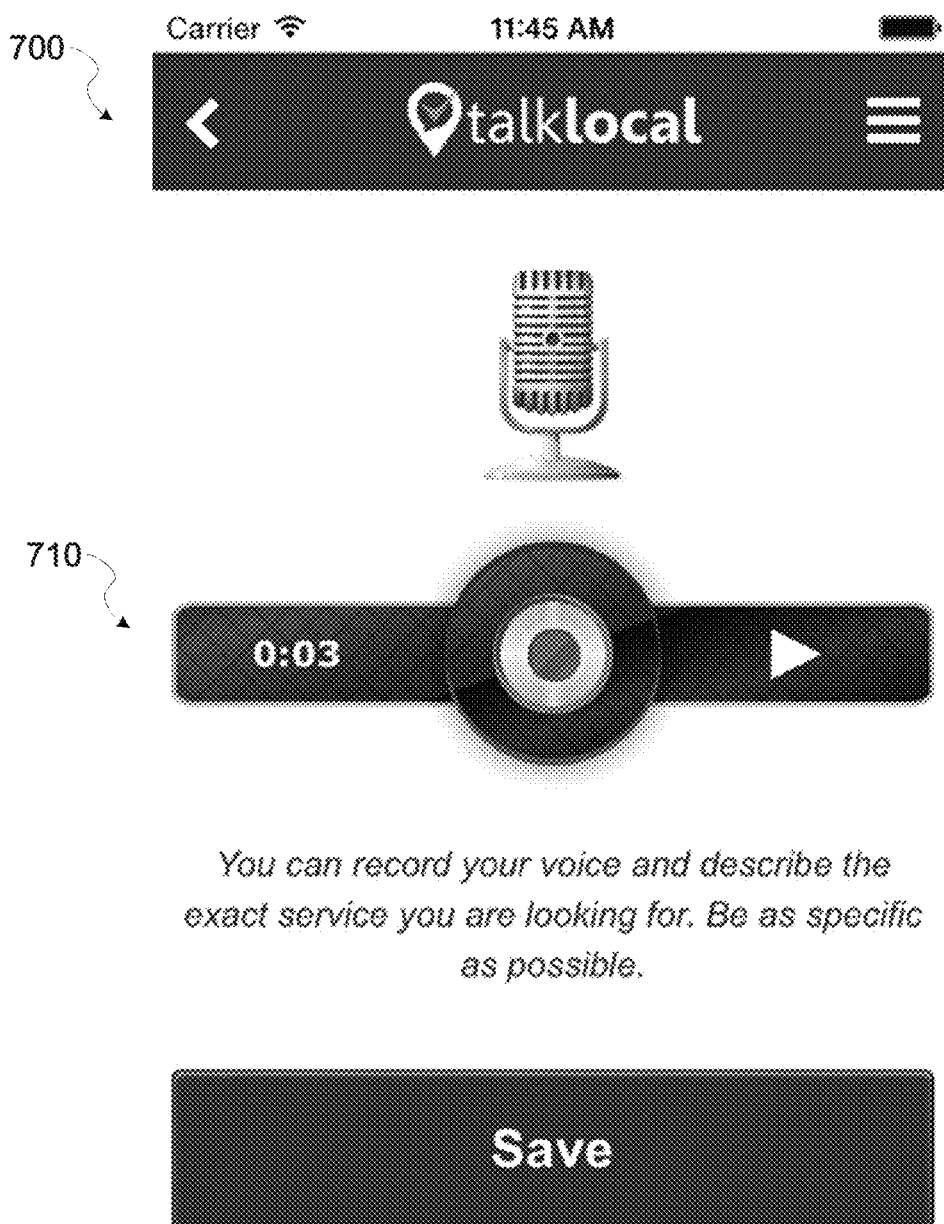 700
Carrier 11:45 AM
talklocal
710
0:03
You can record your voice and describe the
exact service you are looking for. Be as specific
as possible.
Save